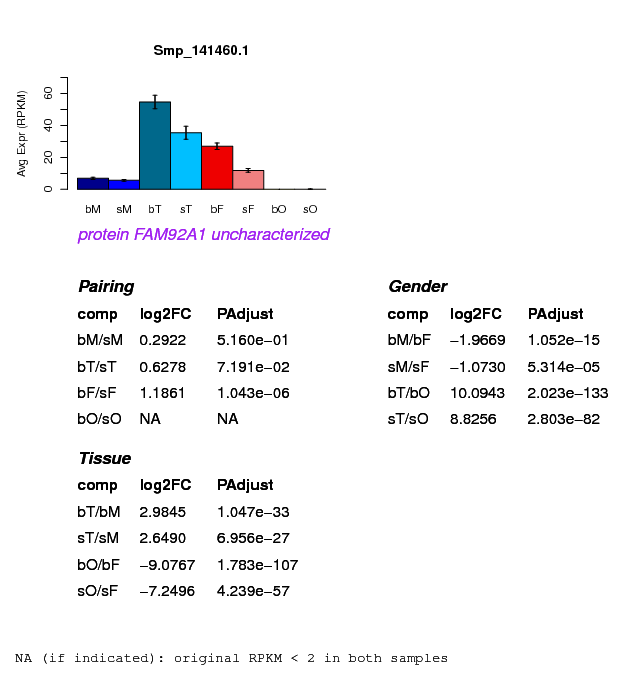 Smp_141460.1
Avg Expr (RPKM)
0 20 40 60
bM sM bT sT bF sF bO sO
protein FAM92A1 uncharacterized
Pairing
comp log2FC PAdjust
bM/sM 0.2922 5.160e−01
bT/sT 0.6278 7.191e−02
bF/sF 1.1861 1.043e−06
bO/sO NA NA
Gender
comp log2FC PAdjust
bM/bF −1.9669 1.052e−15
sM/sF −1.0730 5.314e−05
bT/bO 10.0943 2.023e−133
sT/sO 8.8256 2.803e−82
Tissue
comp log2FC PAdjust
bT/bM 2.9845 1.047e−33
sT/sM 2.6490 6.956e−27
bO/bF −9.0767 1.783e−107
sO/sF −7.2496 4.239e−57
NA (if indicated): original RPKM < 2 in both samples